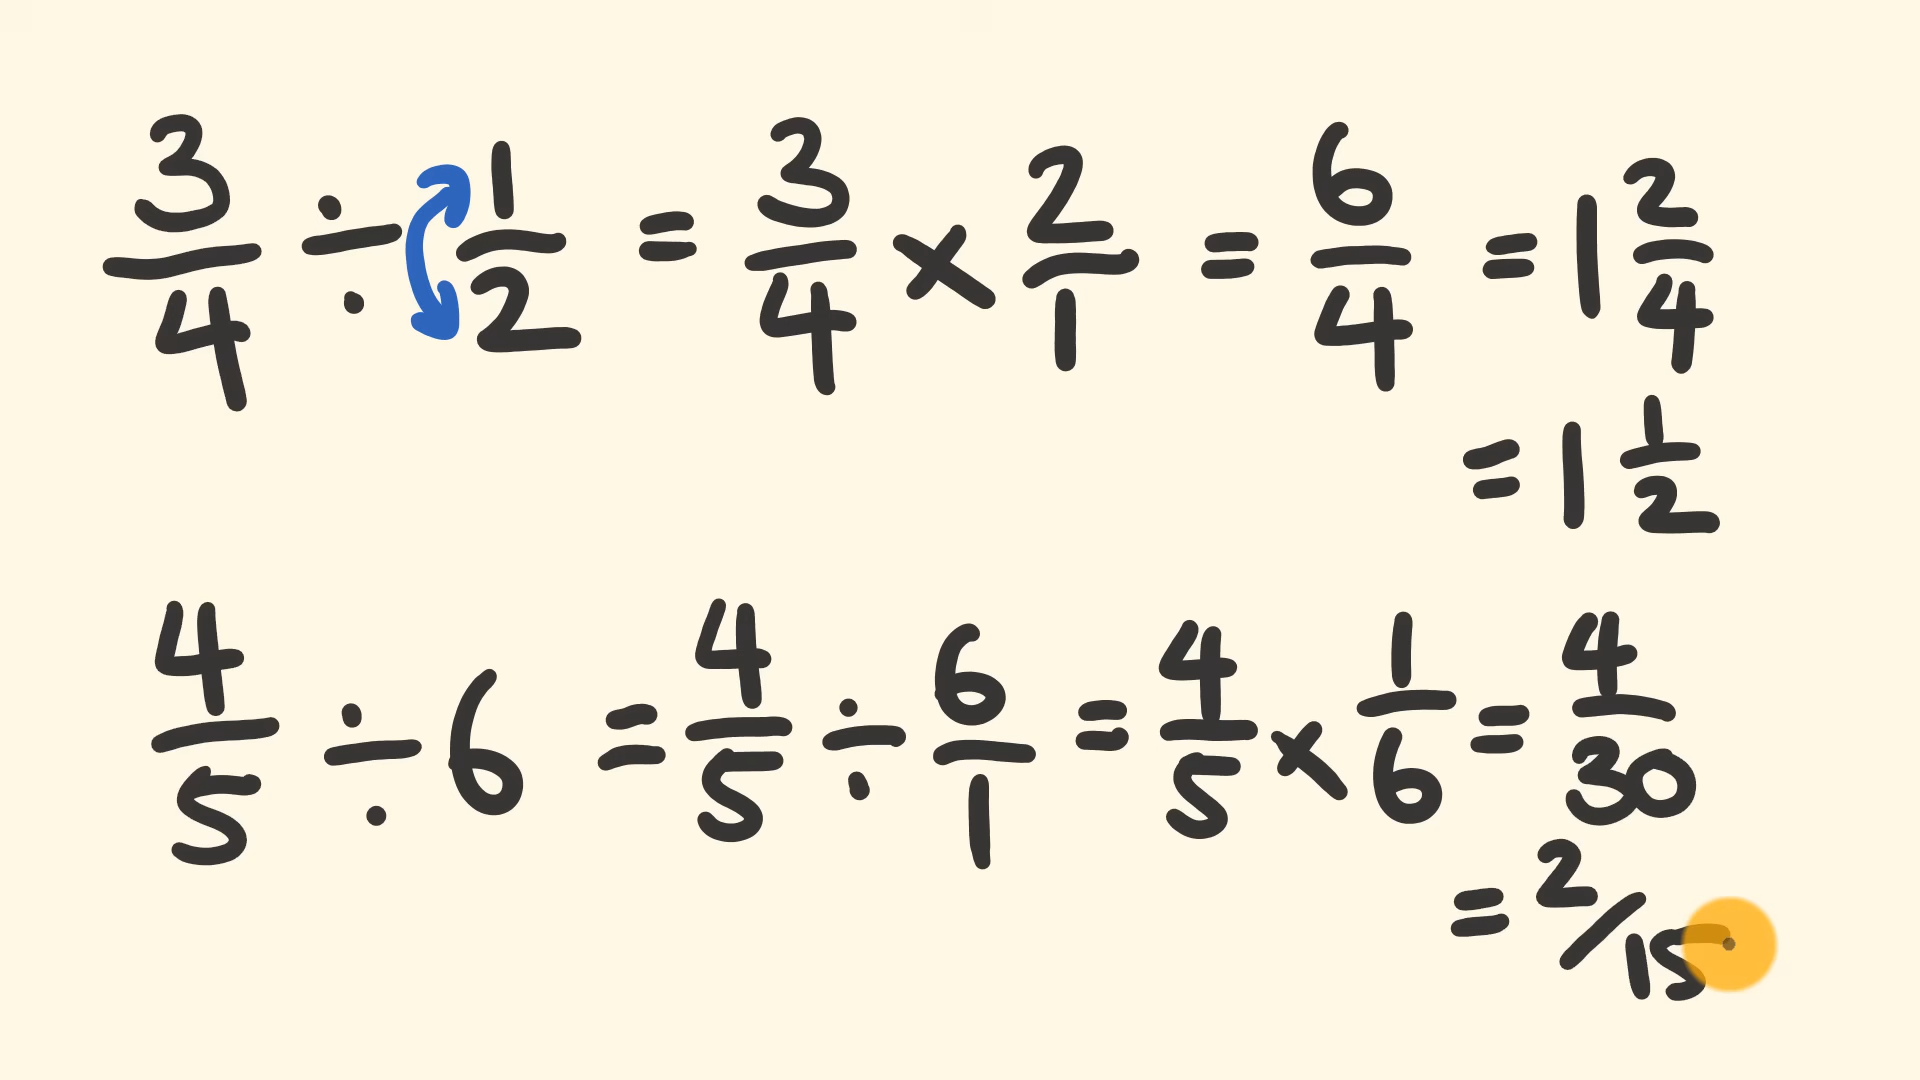 3/4 ÷ 1/2 = 3/4 × 2/1 = 6/4 = 1 2/4
= 1 1/2
4/5 ÷ 6 = 4/5 ÷ 6/1 = 4/5 × 1/6 = 4/30
= 2/15